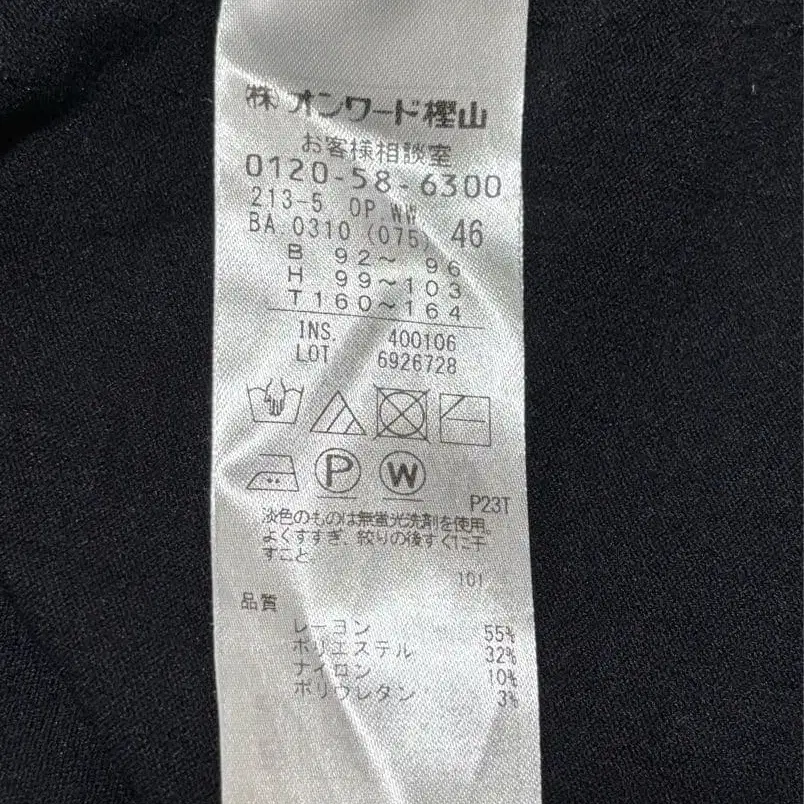 (株)オンワード樫山
お客様相談室
0120-58-6300
213-5 OP.WW
BA.0310 (075) 46
B 92〜 96
H 99〜103
T 160〜164
INS. 400106
LOT 6926728
P W
P23T
淡色のものは無蛍光洗剤を使用、
よくすすぎ、絞りの後すぐに干
すこと
101
品質
レーヨン 55%
ポリエステル 32%
ナイロン 10%
ポリウレタン 3%